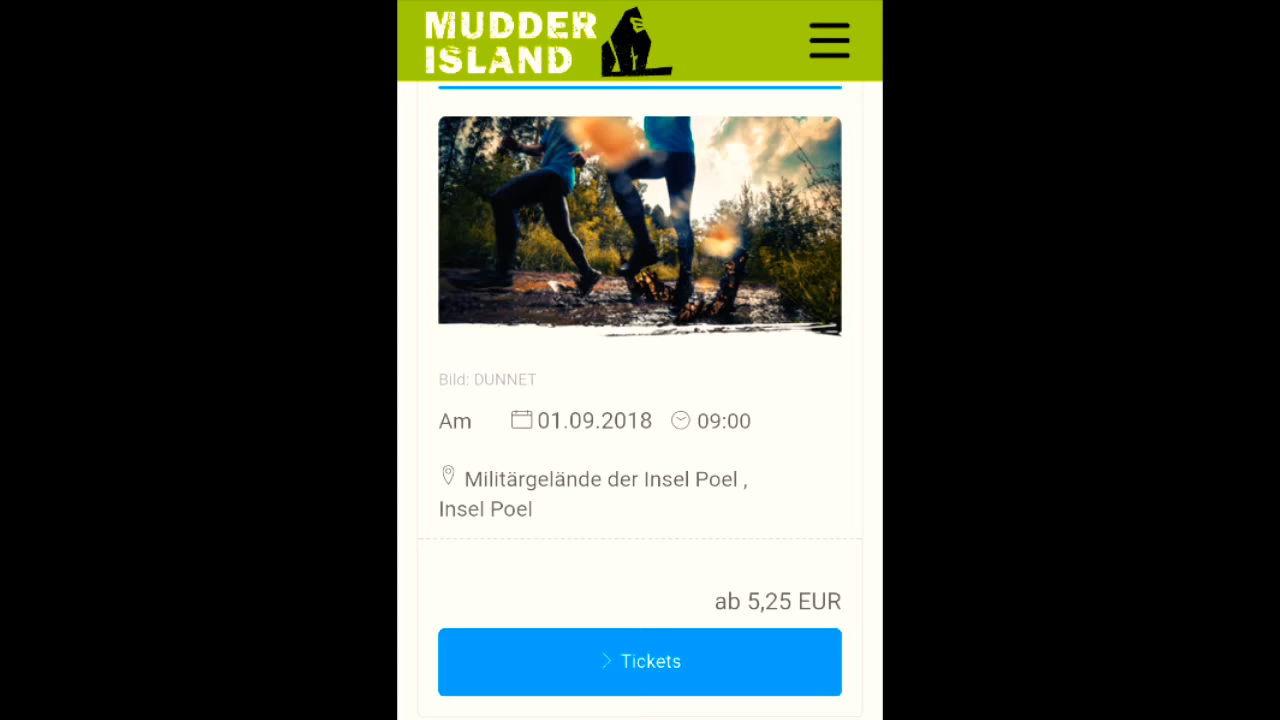 MUDDER
ISLAND
Bild: DUNNET
Am 01.09.2018 09:00
Militärgelände der Insel Poel ,
Insel Poel
ab 5,25 EUR
Tickets